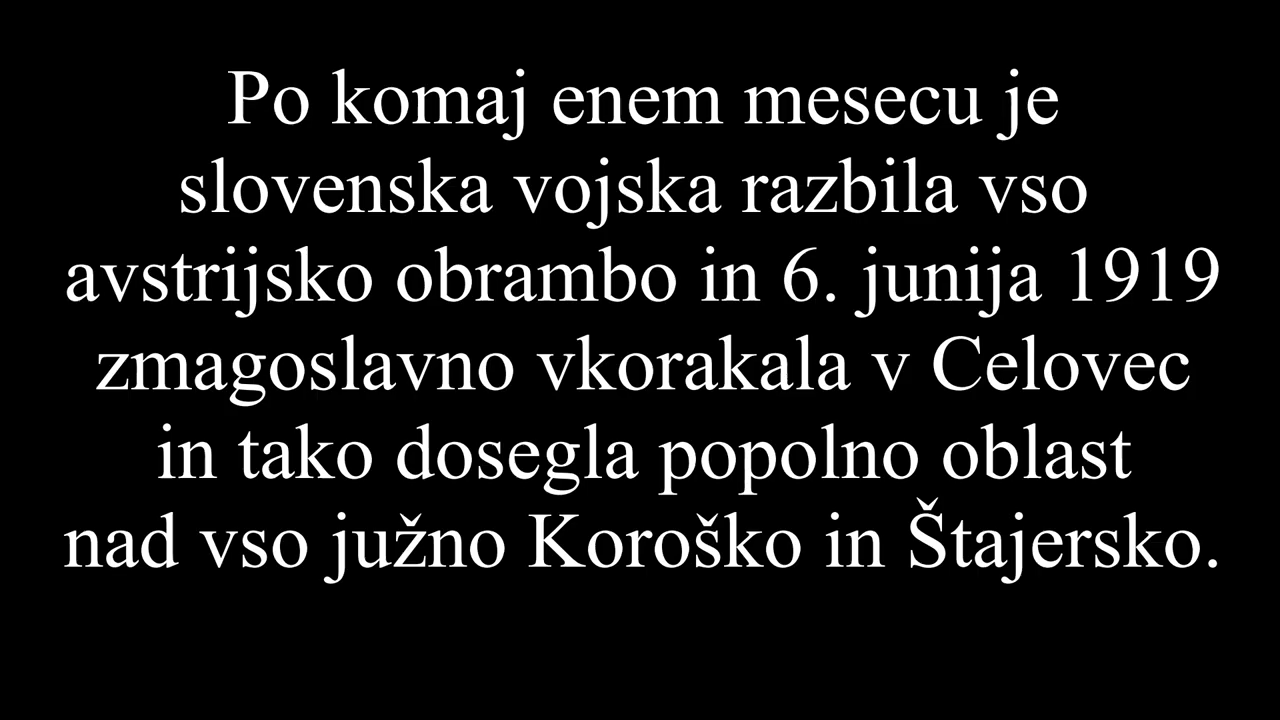 Po komaj enem mesecu je
slovenska vojska razbila vso
avstrijsko obrambo in 6. junija 1919
zmagoslavno vkorakala v Celovec
in tako dosegla popolno oblast
nad vso južno Koroško in Štajersko.